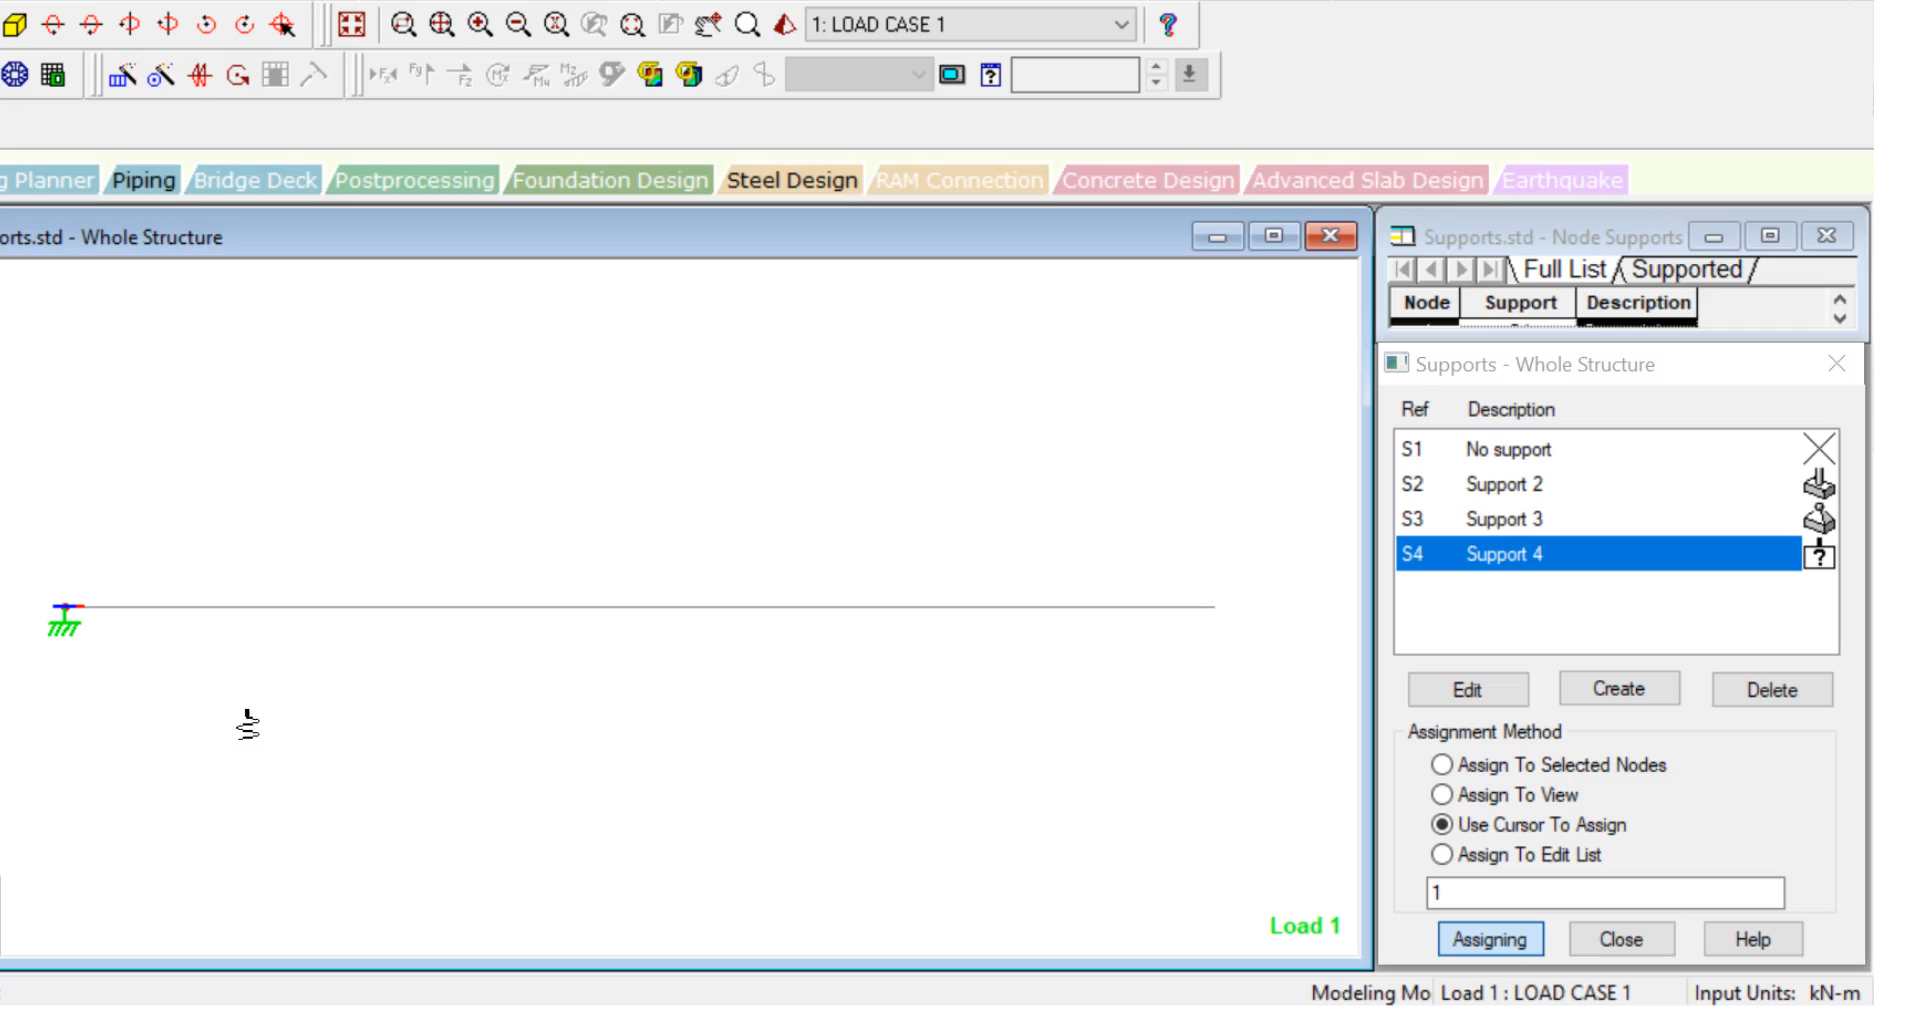 1: LOAD CASE 1
g Planner Piping Bridge Deck Postprocessing Foundation Design Steel Design RAM Connection Concrete Design Advanced Slab Design Earthquake
orts.std - Whole Structure
Supports.std - Node Supports
Full List Supported
Node Support Description
Supports - Whole Structure
Ref Description
S1 No support
S2 Support 2
S3 Support 3
S4 Support 4
?
Edit Create Delete
Assignment Method
Assign To Selected Nodes
Assign To View
Use Cursor To Assign
Assign To Edit List
1
Load 1
Assigning Close Help
Modeling Mo Load 1 : LOAD CASE 1 Input Units: kN-m